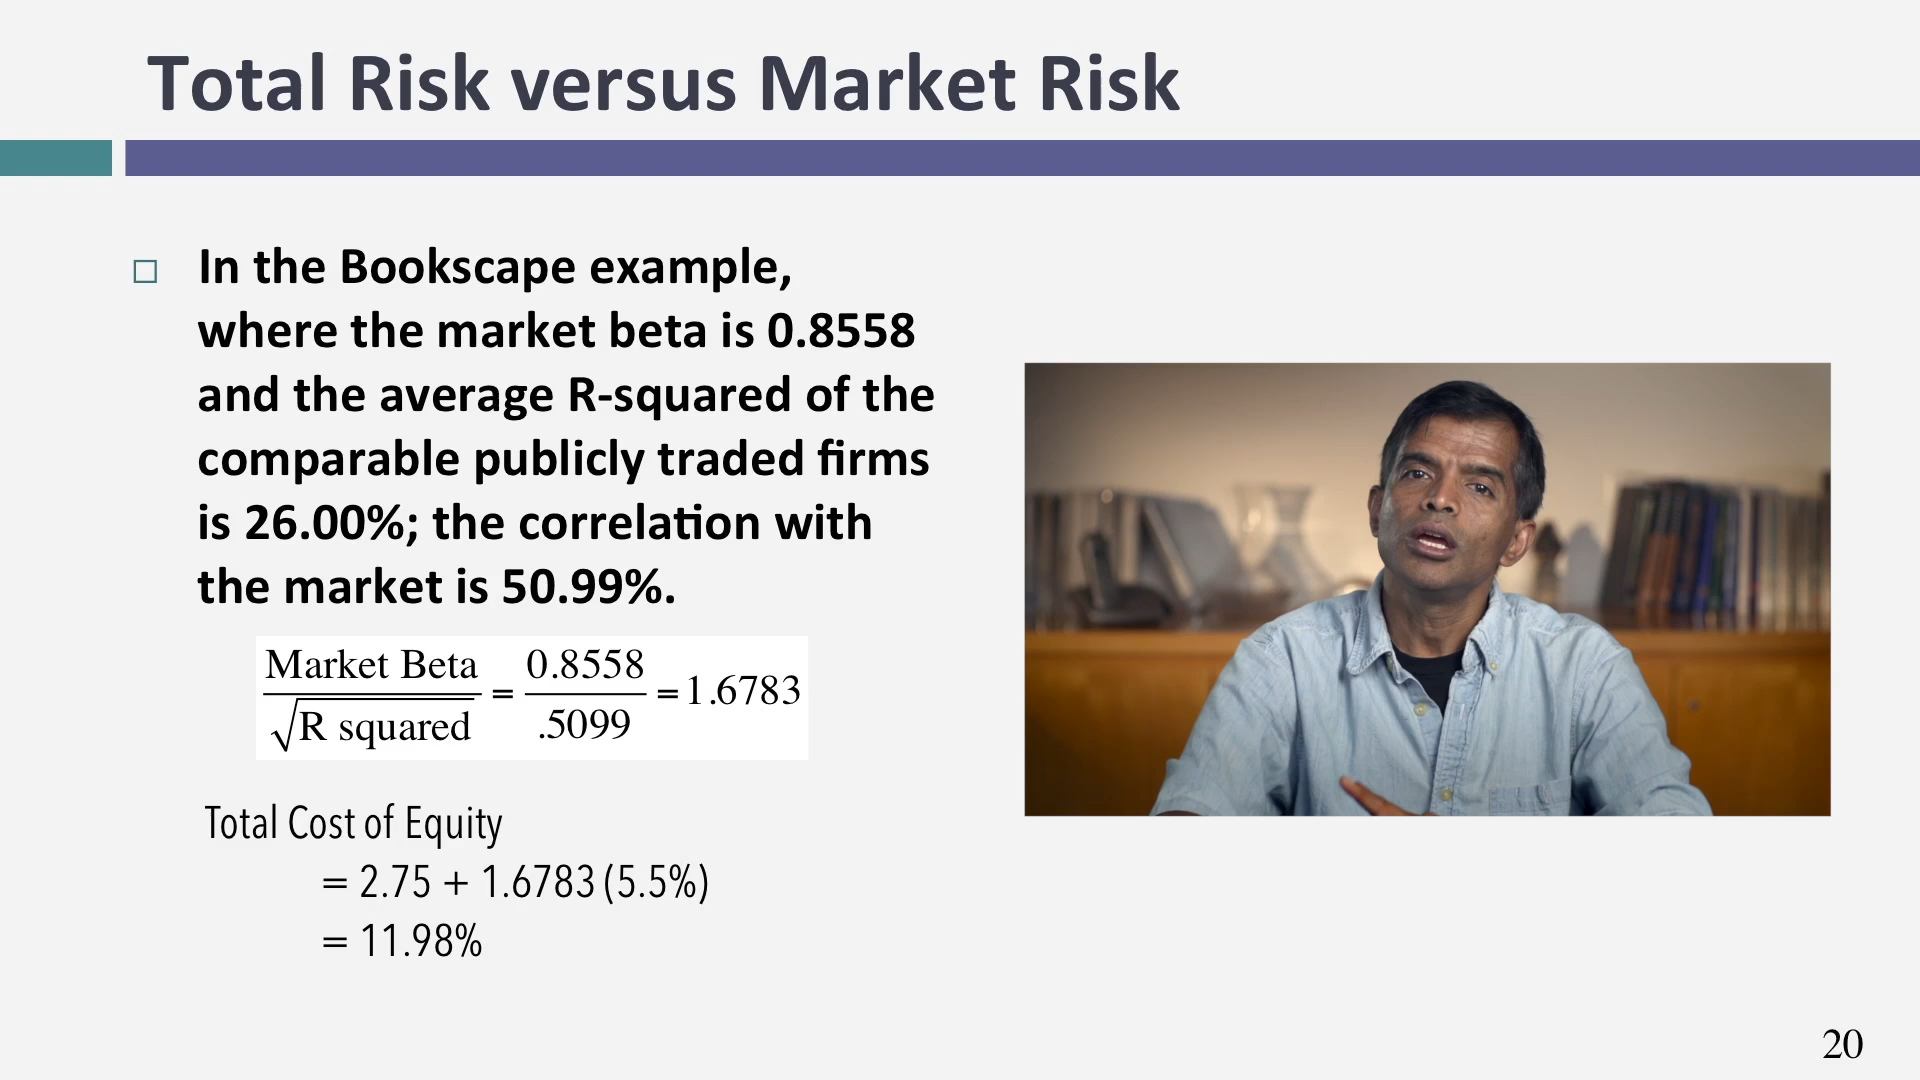 Total Risk versus Market Risk
In the Bookscape example,
where the market beta is 0.8558
and the average R-squared of the
comparable publicly traded firms
is 26.00%; the correlation with
the market is 50.99%.
Market Beta / √R squared = 0.8558 / .5099 = 1.6783
Total Cost of Equity
= 2.75 + 1.6783 (5.5%)
= 11.98%
20